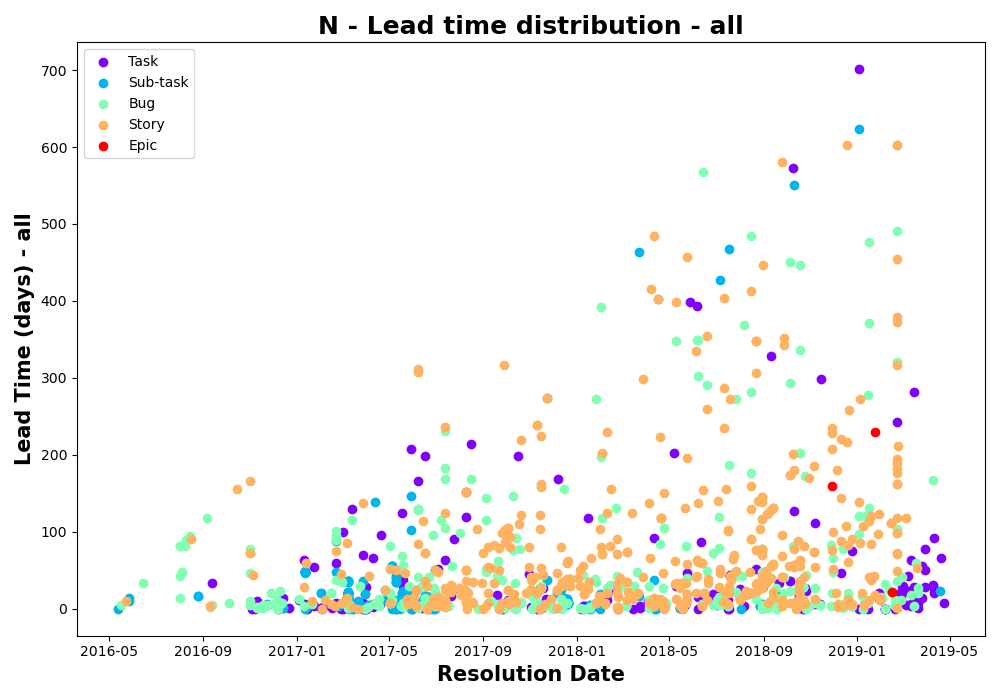 N - Lead time distribution - all
Task
Sub-task
Bug
Story
Epic
700
600
500
400
300
200
100
0
Lead Time (days) - all
2016-05
2016-09
2017-01
2017-05
2017-09
2018-01
2018-05
2018-09
2019-01
2019-05
Resolution Date